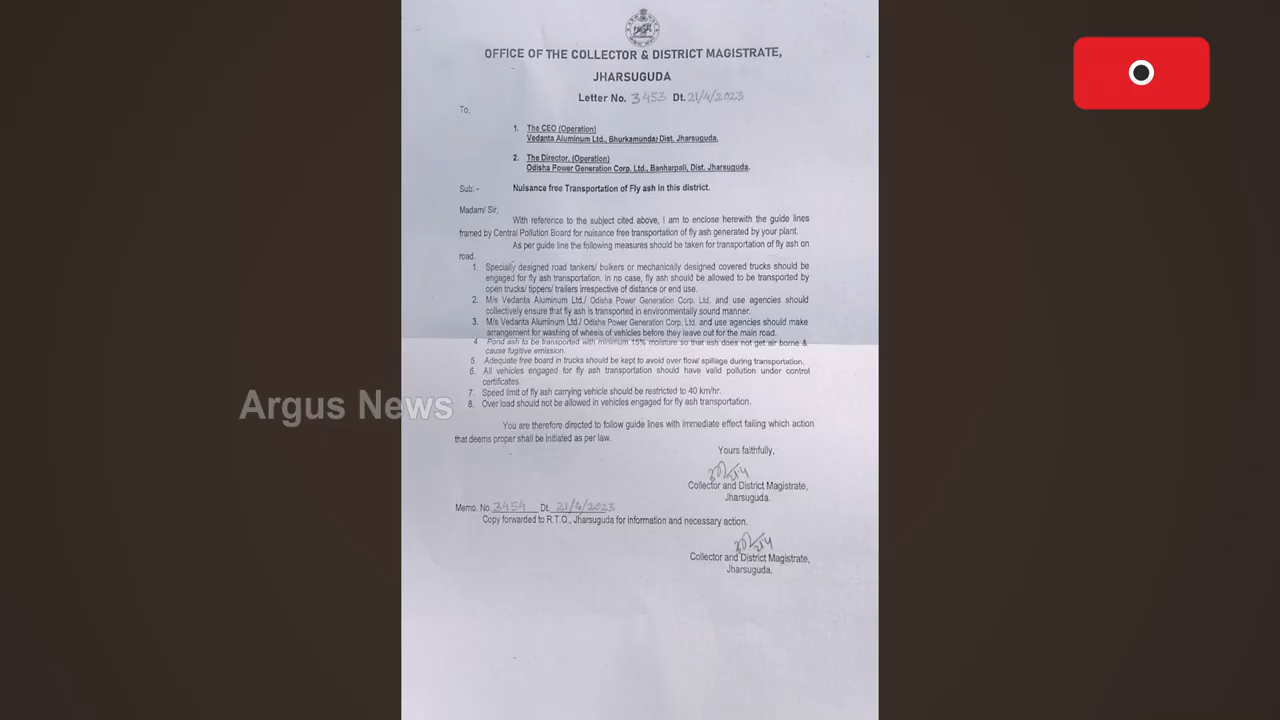 OFFICE OF THE COLLECTOR & DISTRICT MAGISTRATE,
JHARSUGUDA
Letter No. 3453 Dt. 21/4/2023
To,
1. The CEO (Operation)
Vedanta Aluminum Ltd., Bhurkamunda; Dist. Jharsuguda.
2. The Director, (Operation)
Odisha Power Generation Corp. Ltd., Banharpali, Dist. Jharsuguda.
Sub: - Nuisance free Transportation of Fly ash in this district.
Madam/ Sir,
With reference to the subject cited above, I am to enclose herewith the guide lines
framed by Central Pollution Board for nuisance free transportation of fly ash generated by your plant.
As per guide line the following measures should be taken for transportation of fly ash on
road.
1. Specially designed road tankers/ bulkers or mechanically designed covered trucks should be
engaged for fly ash transportation. In no case, fly ash should be allowed to be transported by
open trucks/ tippers/ trailers irrespective of distance or end use.
2. M/s Vedanta Aluminum Ltd./ Odisha Power Generation Corp. Ltd. and use agencies should
collectively ensure that fly ash is transported in environmentally sound manner.
3. M/s Vedanta Aluminum Ltd./ Odisha Power Generation Corp. Ltd. and use agencies should make
arrangement for washing of wheels of vehicles before they leave out for the main road.
4. Pond ash to be transported with minimum 15% moisture so that ash does not get air borne &
cause fugitive emission.
5. Adequate free board in trucks should be kept to avoid over flow/ spillage during transportation.
6. All vehicles engaged for fly ash transportation should have valid pollution under control
certificates.
7. Speed limit of fly ash carrying vehicle should be restricted to 40 km/hr.
8. Over load should not be allowed in vehicles engaged for fly ash transportation.
Argus News
You are therefore directed to follow guide lines with immediate effect failing which action
that deems proper shall be initiated as per law.
Yours faithfully,
Collector and District Magistrate,
Jharsuguda.
Memo. No. 3454 Dt. 21/4/2023
Copy forwarded to R.T.O., Jharsuguda for information and necessary action.
Collector and District Magistrate,
Jharsuguda.